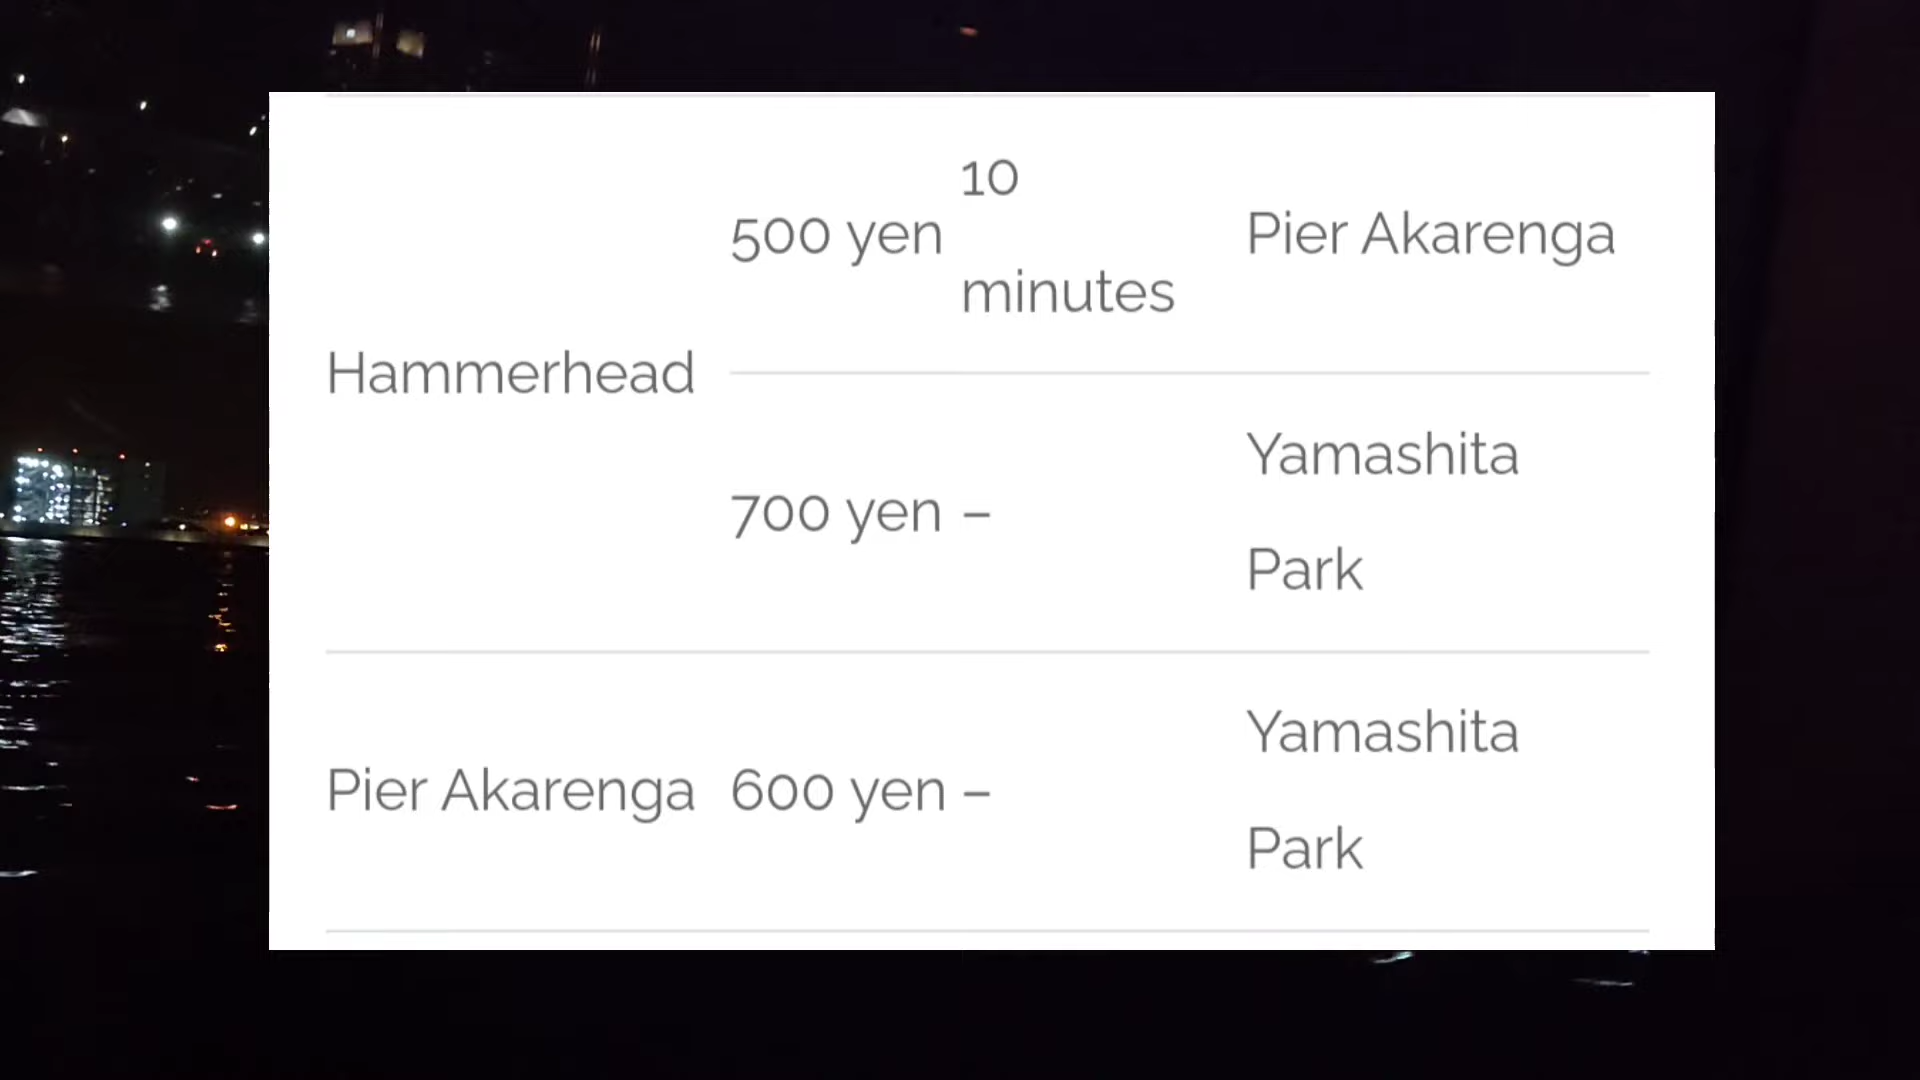 Hammerhead
500 yen
10
minutes
Pier Akarenga
700 yen –
Yamashita
Park
Pier Akarenga 600 yen –
Yamashita
Park